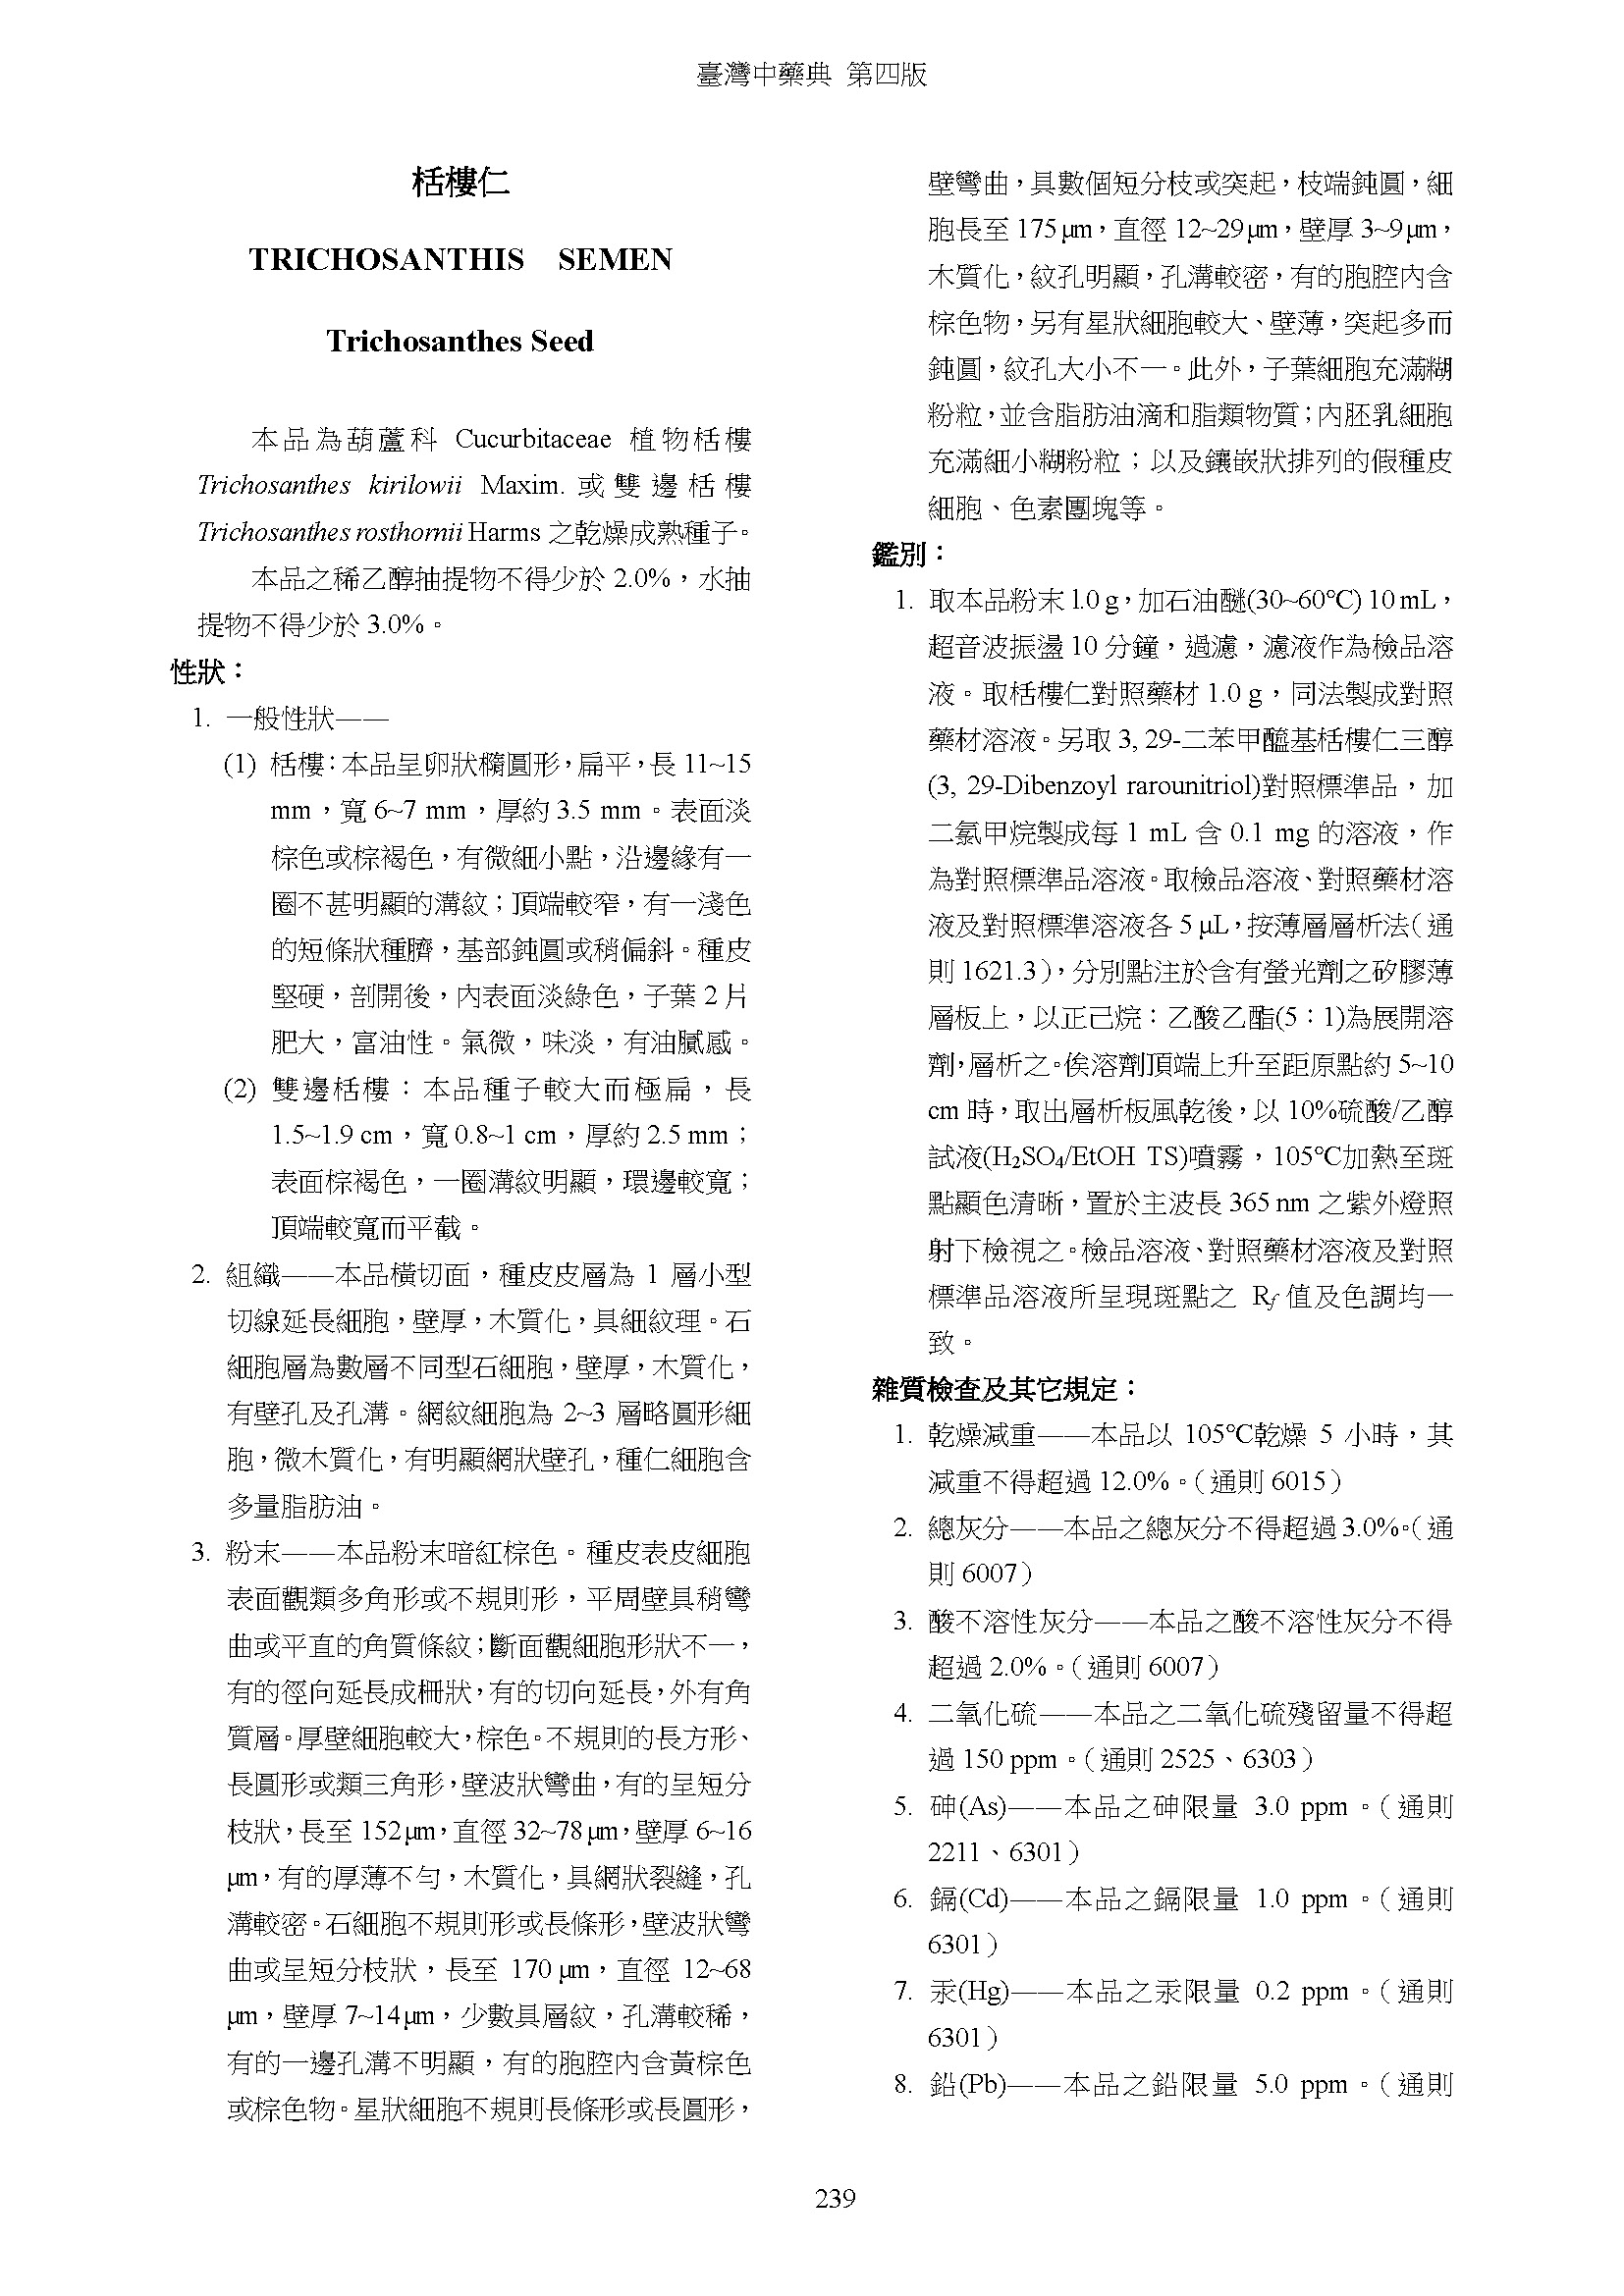 臺灣中藥典 第四版
栝樓仁
TRICHOSANTHIS SEMEN
Trichosanthes Seed
本品為葫蘆科 Cucurbitaceae 植物栝樓
Trichosanthes kirilowii Maxim. 或雙邊栝樓
Trichosanthes rosthornii Harms 之乾燥成熟種子。
本品之稀乙醇抽提物不得少於 2.0%，水抽
提物不得少於 3.0%。
性狀：
1. 一般性狀——
(1) 栝樓：本品呈卵狀橢圓形，扁平，長 11~15
mm，寬 6~7 mm，厚約 3.5 mm。表面淡
棕色或棕褐色，有微細小點，沿邊緣有一
圈不甚明顯的溝紋；頂端較窄，有一淺色
的短條狀種臍，基部鈍圓或稍偏斜。種皮
堅硬，剖開後，內表面淡綠色，子葉 2 片
肥大，富油性。氣微，味淡，有油膩感。
(2) 雙邊栝樓：本品種子較大而極扁，長
1.5~1.9 cm，寬 0.8~1 cm，厚約 2.5 mm；
表面棕褐色，一圈溝紋明顯，環邊較寬；
頂端較寬而平截。
2. 組織——本品橫切面，種皮皮層為 1 層小型
切線延長細胞，壁厚，木質化，具細紋理。石
細胞層為數層不同型石細胞，壁厚，木質化，
有壁孔及孔溝。網紋細胞為 2~3 層略圓形細
胞，微木質化，有明顯網狀壁孔，種仁細胞含
多量脂肪油。
3. 粉末——本品粉末暗紅棕色。種皮表皮細胞
表面觀類多角形或不規則形，平周壁具稍彎
曲或平直的角質條紋；斷面觀細胞形狀不一，
有的徑向延長成柵狀，有的切向延長，外有角
質層。厚壁細胞較大，棕色。不規則的長方形、
長圓形或類三角形，壁波狀彎曲，有的呈短分
枝狀，長至 152 μm，直徑 32~78 μm，壁厚 6~16
μm，有的厚薄不勻，木質化，具網狀裂縫，孔
溝較密。石細胞不規則形或長條形，壁波狀彎
曲或呈短分枝狀，長至 170 μm，直徑 12~68
μm，壁厚 7~14 μm，少數具層紋，孔溝較稀，
有的一邊孔溝不明顯，有的胞腔內含黃棕色
或棕色物。星狀細胞不規則長條形或長圓形，
壁彎曲，具數個短分枝或突起，枝端鈍圓，細
胞長至 175 μm，直徑 12~29 μm，壁厚 3~9 μm，
木質化，紋孔明顯，孔溝較密，有的胞腔內含
棕色物，另有星狀細胞較大、壁薄，突起多而
鈍圓，紋孔大小不一。此外，子葉細胞充滿糊
粉粒，並含脂肪油滴和脂類物質；內胚乳細胞
充滿細小糊粉粒；以及鑲嵌狀排列的假種皮
細胞、色素團塊等。
鑑別：
1. 取本品粉末 1.0 g，加石油醚(30~60℃) 10 mL，
超音波振盪 10 分鐘，過濾，濾液作為檢品溶
液。取栝樓仁對照藥材 1.0 g，同法製成對照
藥材溶液。另取 3, 29-二苯甲醯基栝樓仁三醇
(3, 29-Dibenzoyl rarounitriol)對照標準品，加
二氯甲烷製成每 1 mL 含 0.1 mg 的溶液，作
為對照標準品溶液。取檢品溶液、對照藥材溶
液及對照標準溶液各 5 μL，按薄層層析法（通
則 1621.3），分別點注於含有螢光劑之矽膠薄
層板上，以正己烷：乙酸乙酯(5：1)為展開溶
劑，層析之。俟溶劑頂端上升至距原點約 5~10
cm 時，取出層析板風乾後，以 10%硫酸/乙醇
試液(H₂SO₄/EtOH TS)噴霧，105℃加熱至斑
點顯色清晰，置於主波長 365 nm 之紫外燈照
射下檢視之。檢品溶液、對照藥材溶液及對照
標準品溶液所呈現斑點之 Rf 值及色調均一
致。
雜質檢查及其它規定：
1. 乾燥減重——本品以 105℃乾燥 5 小時，其
減重不得超過 12.0%。（通則 6015）
2. 總灰分——本品之總灰分不得超過 3.0%。（通
則 6007）
3. 酸不溶性灰分——本品之酸不溶性灰分不得
超過 2.0%。（通則 6007）
4. 二氧化硫——本品之二氧化硫殘留量不得超
過 150 ppm。（通則 2525、6303）
5. 砷(As)——本品之砷限量 3.0 ppm。（通則
2211、6301）
6. 鎘(Cd)——本品之鎘限量 1.0 ppm。（通則
6301）
7. 汞(Hg)——本品之汞限量 0.2 ppm。（通則
6301）
8. 鉛(Pb)——本品之鉛限量 5.0 ppm。（通則
239